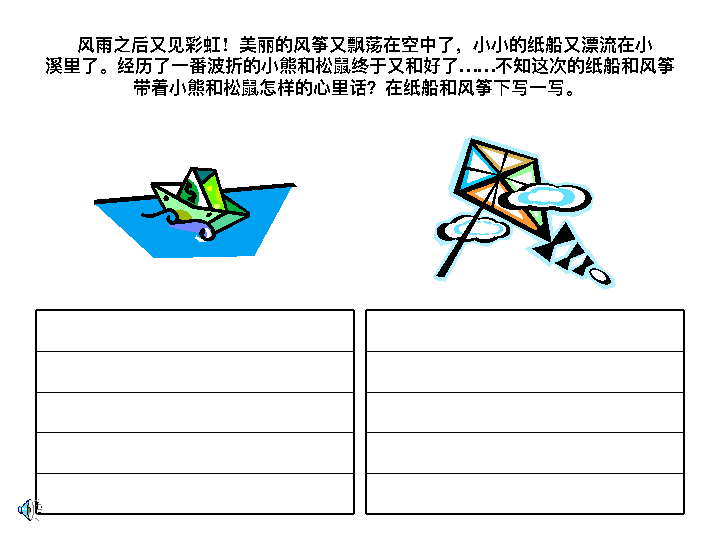 风雨之后又见彩虹！美丽的风筝又飘荡在空中了，小小的纸船又漂流在小
溪里了。经历了一番波折的小熊和松鼠终于又和好了……不知这次的纸船和风筝
带着小熊和松鼠怎样的心里话？在纸船和风筝下写一写。